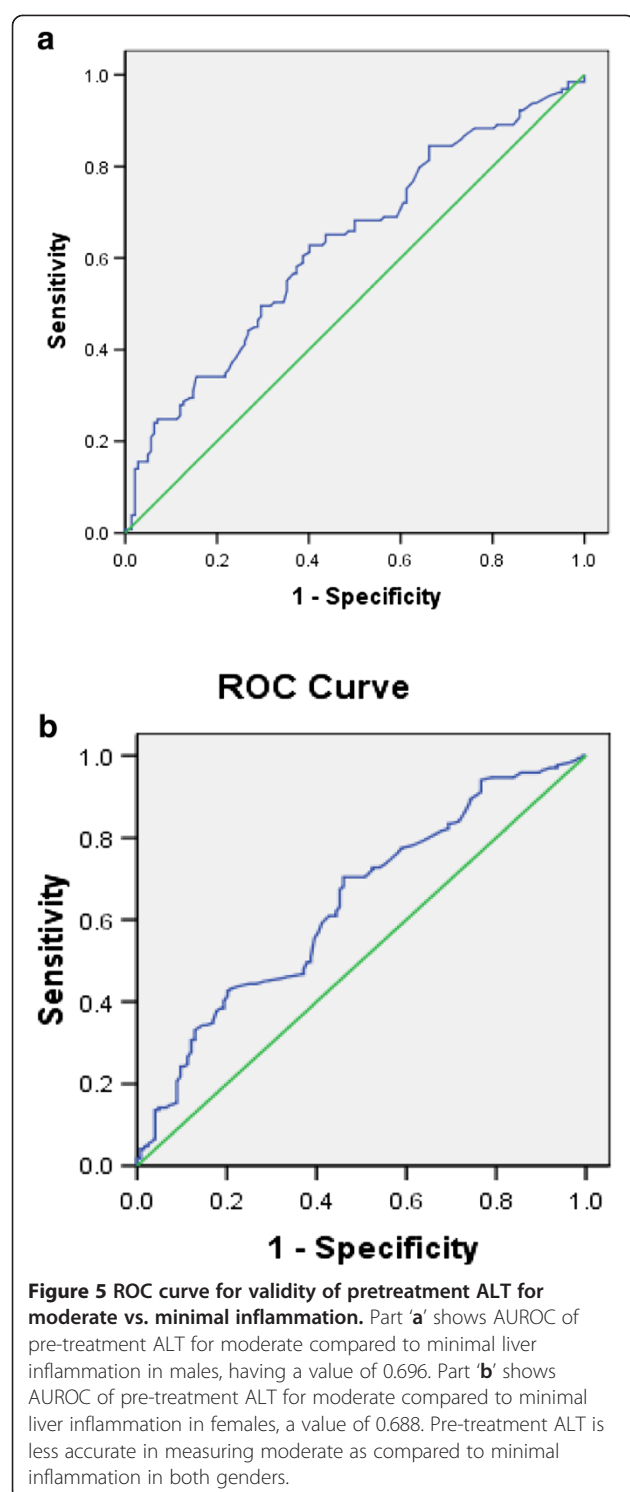 a
1.0
0.8
0.6
0.4
0.2
0.0
Sensitivity
0.0 0.2 0.4 0.6 0.8 1.0
1 - Specificity
ROC Curve
b
1.0
0.8
0.6
0.4
0.2
0.0
Sensitivity
0.0 0.2 0.4 0.6 0.8 1.0
1 - Specificity
Figure 5 ROC curve for validity of pretreatment ALT for
moderate vs. minimal inflammation. Part ‘a’ shows AUROC of
pre-treatment ALT for moderate compared to minimal liver
inflammation in males, having a value of 0.696. Part ‘b’ shows
AUROC of pre-treatment ALT for moderate compared to minimal
liver inflammation in females, a value of 0.688. Pre-treatment ALT is
less accurate in measuring moderate as compared to minimal
inflammation in both genders.